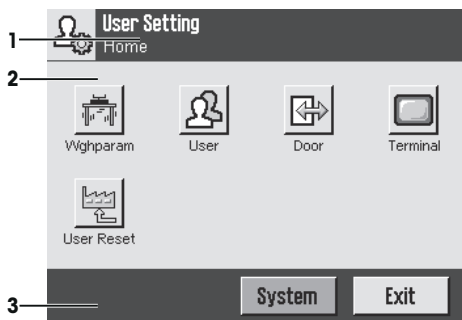 User Setting
1
Home
2
Wghparam
User
Door
Terminal
User Reset
3
System
Exit